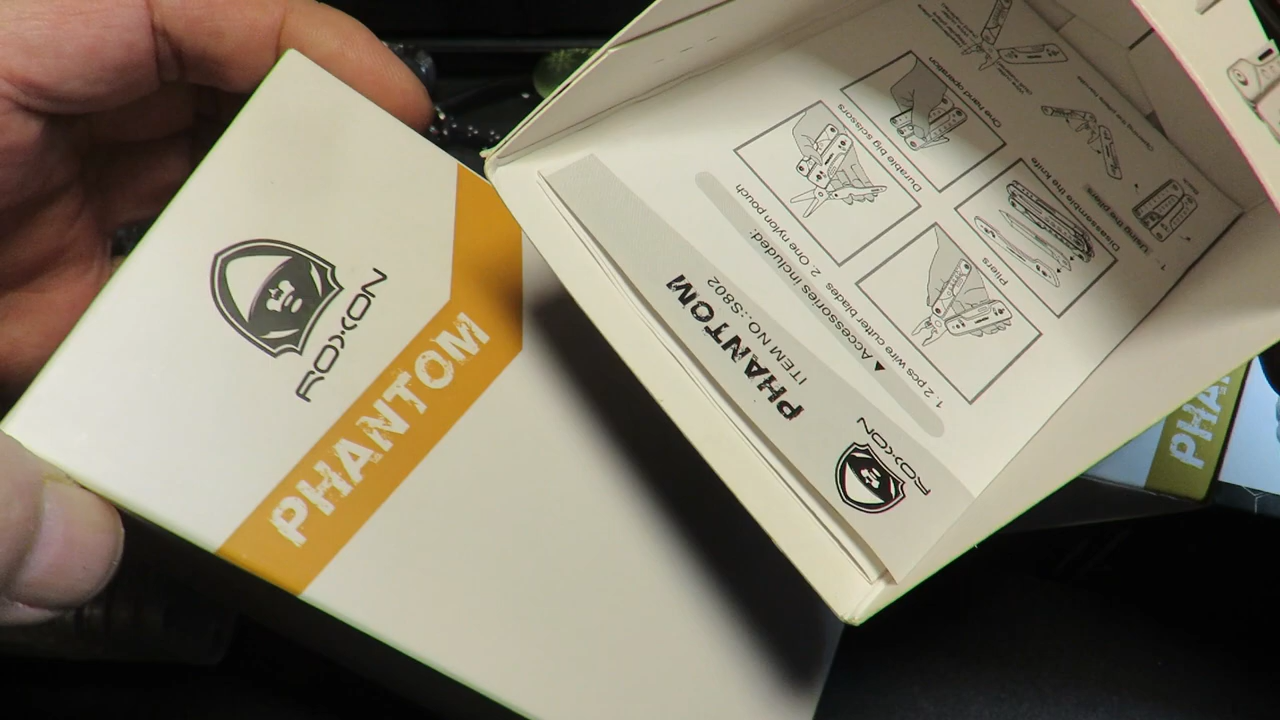 ROXON
PHANTOM
ROXON
PHANTOM
ITEM NO.:S802
▲ Accessories included:
1. 2 pcs wire cutter blades 2. One nylon pouch
Durable big scissors
One hand operation
Pliers
Disassemble the knife
Using the pliers
PHA